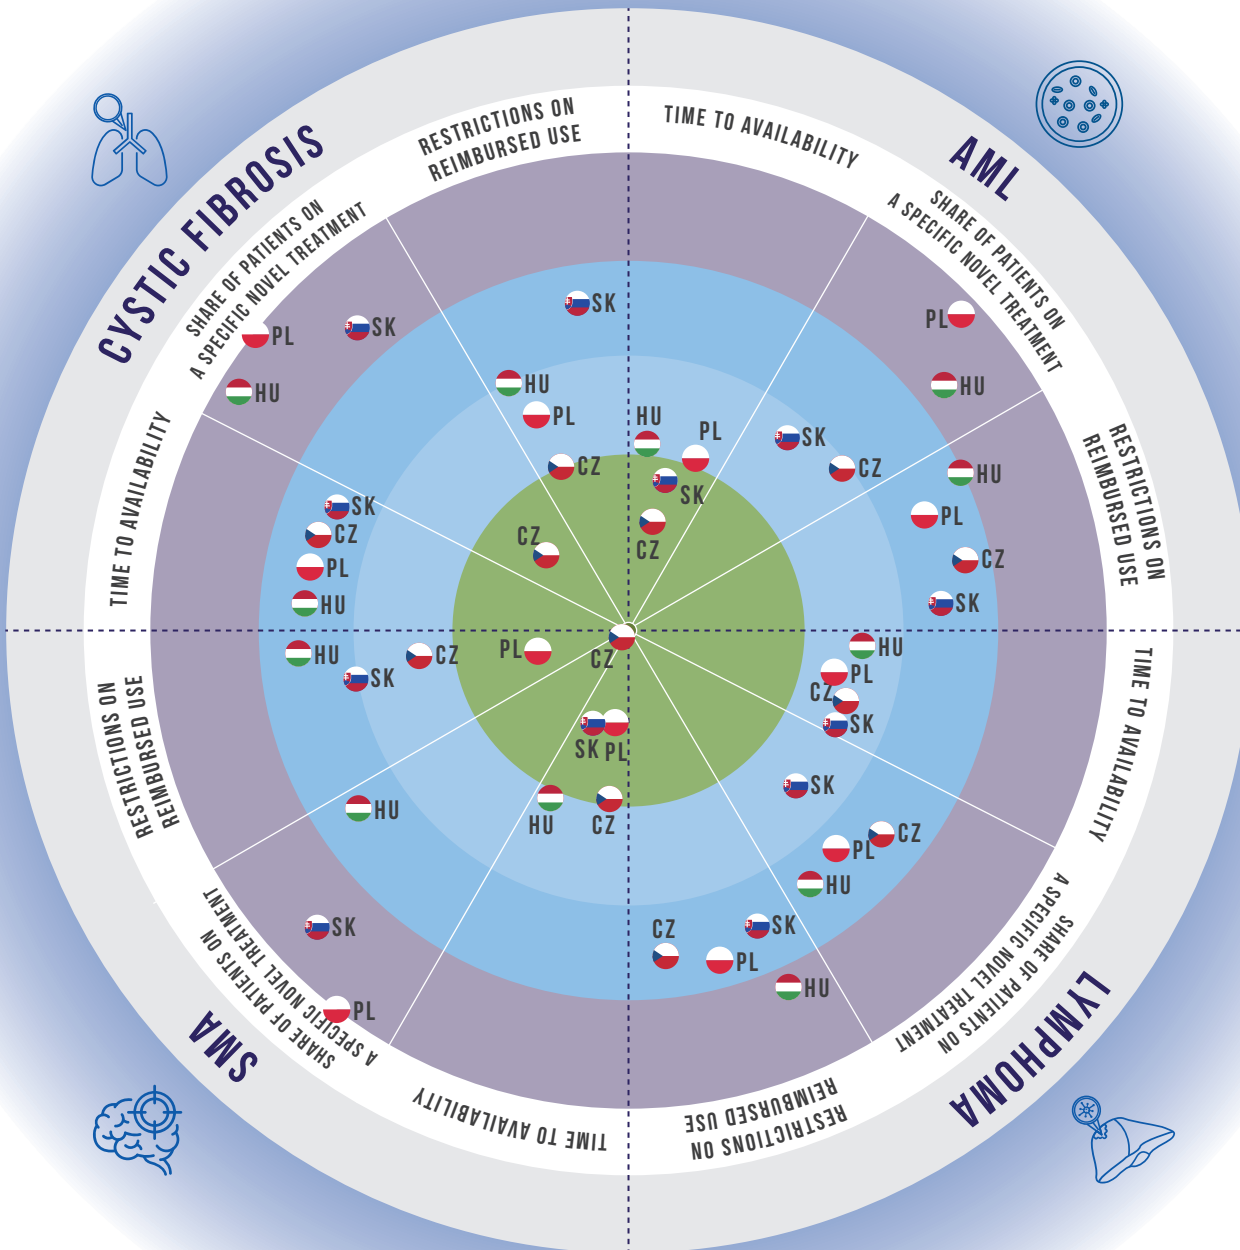 RESTRICTIONS ON
REIMBURSED USE
TIME TO AVAILABILITY
CYSTIC FIBROSIS
AML
SHARE OF PATIENTS ON
A SPECIFIC NOVEL TREATMENT
SHARE OF PATIENTS ON
A SPECIFIC NOVEL TREATMENT
SK
PL
SK
PL
HU
HU
HU
PL
HU
PL
SK
CZ
CZ
HU
RESTRICTIONS ON
REIMBURSED USE
TIME TO AVAILABILITY
SK
SK
PL
CZ
CZ
CZ
CZ
PL
HU
SK
HU
CZ
SK
PL
CZ
HU
PL
CZ
SK
TIME TO AVAILABILITY
RESTRICTIONS ON
REIMBURSED USE
SK
PL
SK
HU
HU
CZ
CZ
PL
HU
SK
CZ
SK
PL
HU
PL
SHARE OF PATIENTS ON
A SPECIFIC NOVEL TREATMENT
SHARE OF PATIENTS ON
A SPECIFIC NOVEL TREATMENT
SMA
LYMPHOMA
TIME TO AVAILABILITY
RESTRICTIONS ON
REIMBURSED USE